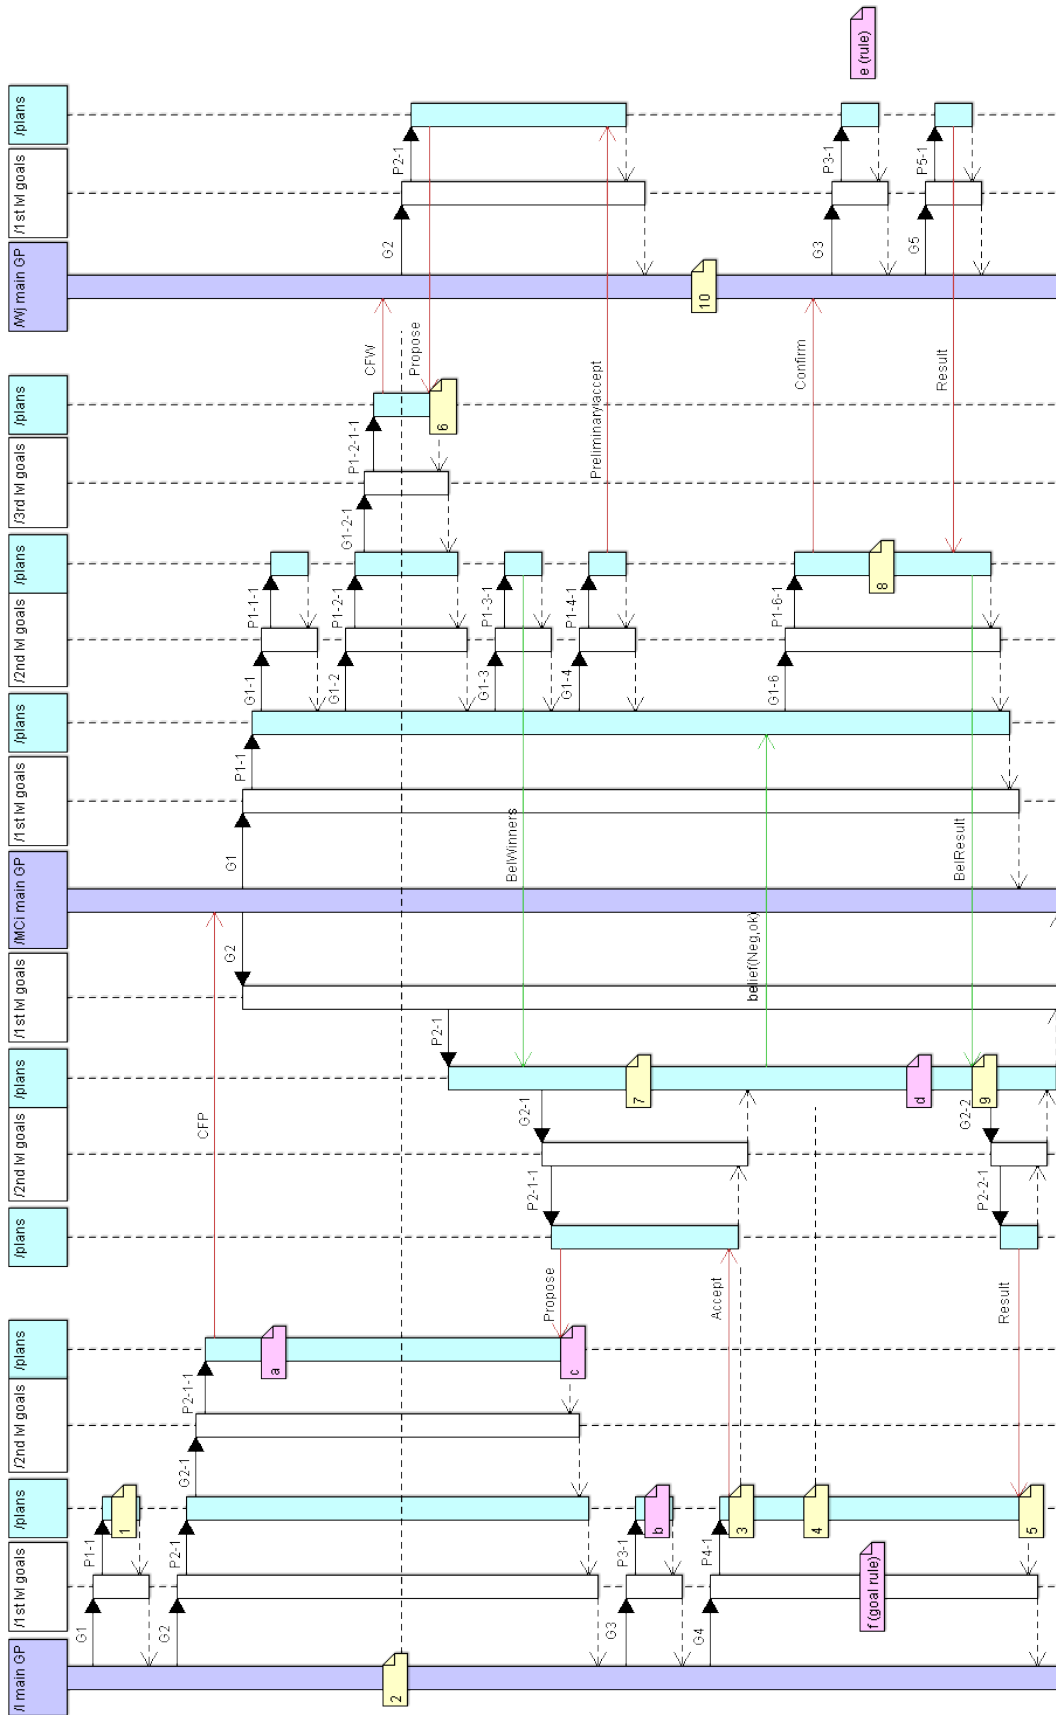 /I main GP
/1st lvl goals
/plans
/2nd lvl goals
/plans
/plans
/2nd lvl goals
/plans
/1st lvl goals
/MCi main GP
/1st lvl goals
/plans
/2nd lvl goals
/plans
/3rd lvl goals
/plans
/Wj main GP
/1st lvl goals
/plans
G1
P1-1
1
G2
P2-1
G2-1
P2-1-1
CFP
G2
G1
P1-1
G1-1
P1-1-1
a
G1-2
P1-2-1
G1-2-1
P1-2-1-1
CFW
2
G2
P2-1
Propose
6
P2-1
G1-3
P1-3-1
BelWinners
G2-1
P2-1-1
Propose
c
G1-4
P1-4-1
Preliminary accept
G3
P3-1
b
7
10
G4
P4-1
Accept
3
belief(Neg,ok)
G1-6
P1-6-1
Confirm
4
G3
P3-1
e (rule)
f (goal rule)
8
d
G5
P5-1
Result
BelResult
9
G2-2
P2-2-1
Result
5